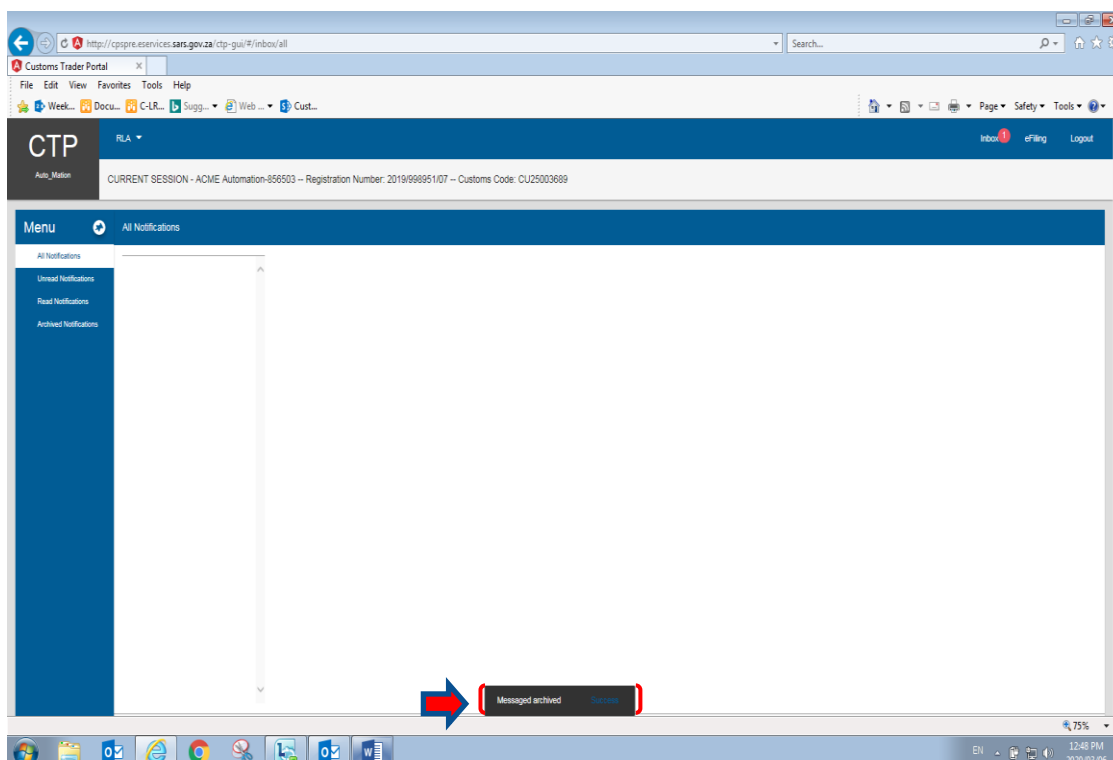 http://cpspre.eservices.sars.gov.za/ctp-gui/#/inbox/all
Search...
Customs Trader Portal
File Edit View Favorites Tools Help
Week... Docu... C-LR... Sugg... Web ... Cust...
Page Safety Tools
CTP
RLA
Inbox 1 eFiling Logout
Auto_Mation
CURRENT SESSION - ACME Automation-856503 -- Registration Number: 2019/998951/07 -- Customs Code: CU25003689
Menu
All Notifications
All Notifications
Unread Notifications
Read Notifications
Archived Notifications
Messaged archived Success
75%
EN
12:48 PM
2020/02/06